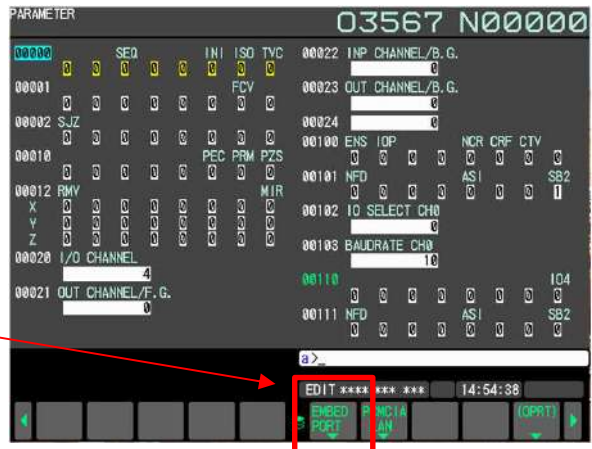 PARAMETER
O3567 N00000
00000 SEQ INI ISO TVC
0 0 0 0 0 0 0 0
00001 FCV
0 0 0 0 0 0 0 0
00002 SJZ
0 0 0 0 0 0 0 0
00010 PEC PRM PZS
0 0 0 0 0 0 0 0
00012 RMV MIR
X 0 0 0 0 0 0 0 0
Y 0 0 0 0 0 0 0 0
Z 0 0 0 0 0 0 0 0
00020 I/O CHANNEL
4
00021 OUT CHANNEL/F.G.
0
00022 INP CHANNEL/B.G.
0
00023 OUT CHANNEL/B.G.
0
00024 0
00100 ENS IOP NCR CRF CTV
0 0 0 0 0 0 0 0
00101 NFD ASI SB2
0 0 0 0 0 0 0 1
00102 IO SELECT CH0
0
00103 BAUDRATE CH0
10
00110 IO4
0 0 0 0 0 0 0 0
00111 NFD ASI SB2
0 0 0 0 0 0 0 0
a>_
EDIT **** *** *** 14:54:38
EMBED PORT
PCMCIA LAN
(OPRT)